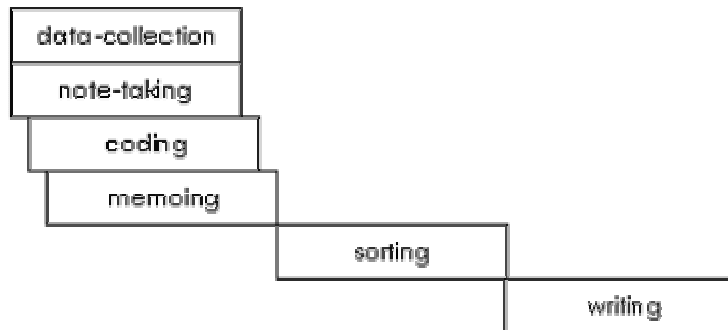 data-collection
note-taking
coding
memoing
sorting
writing